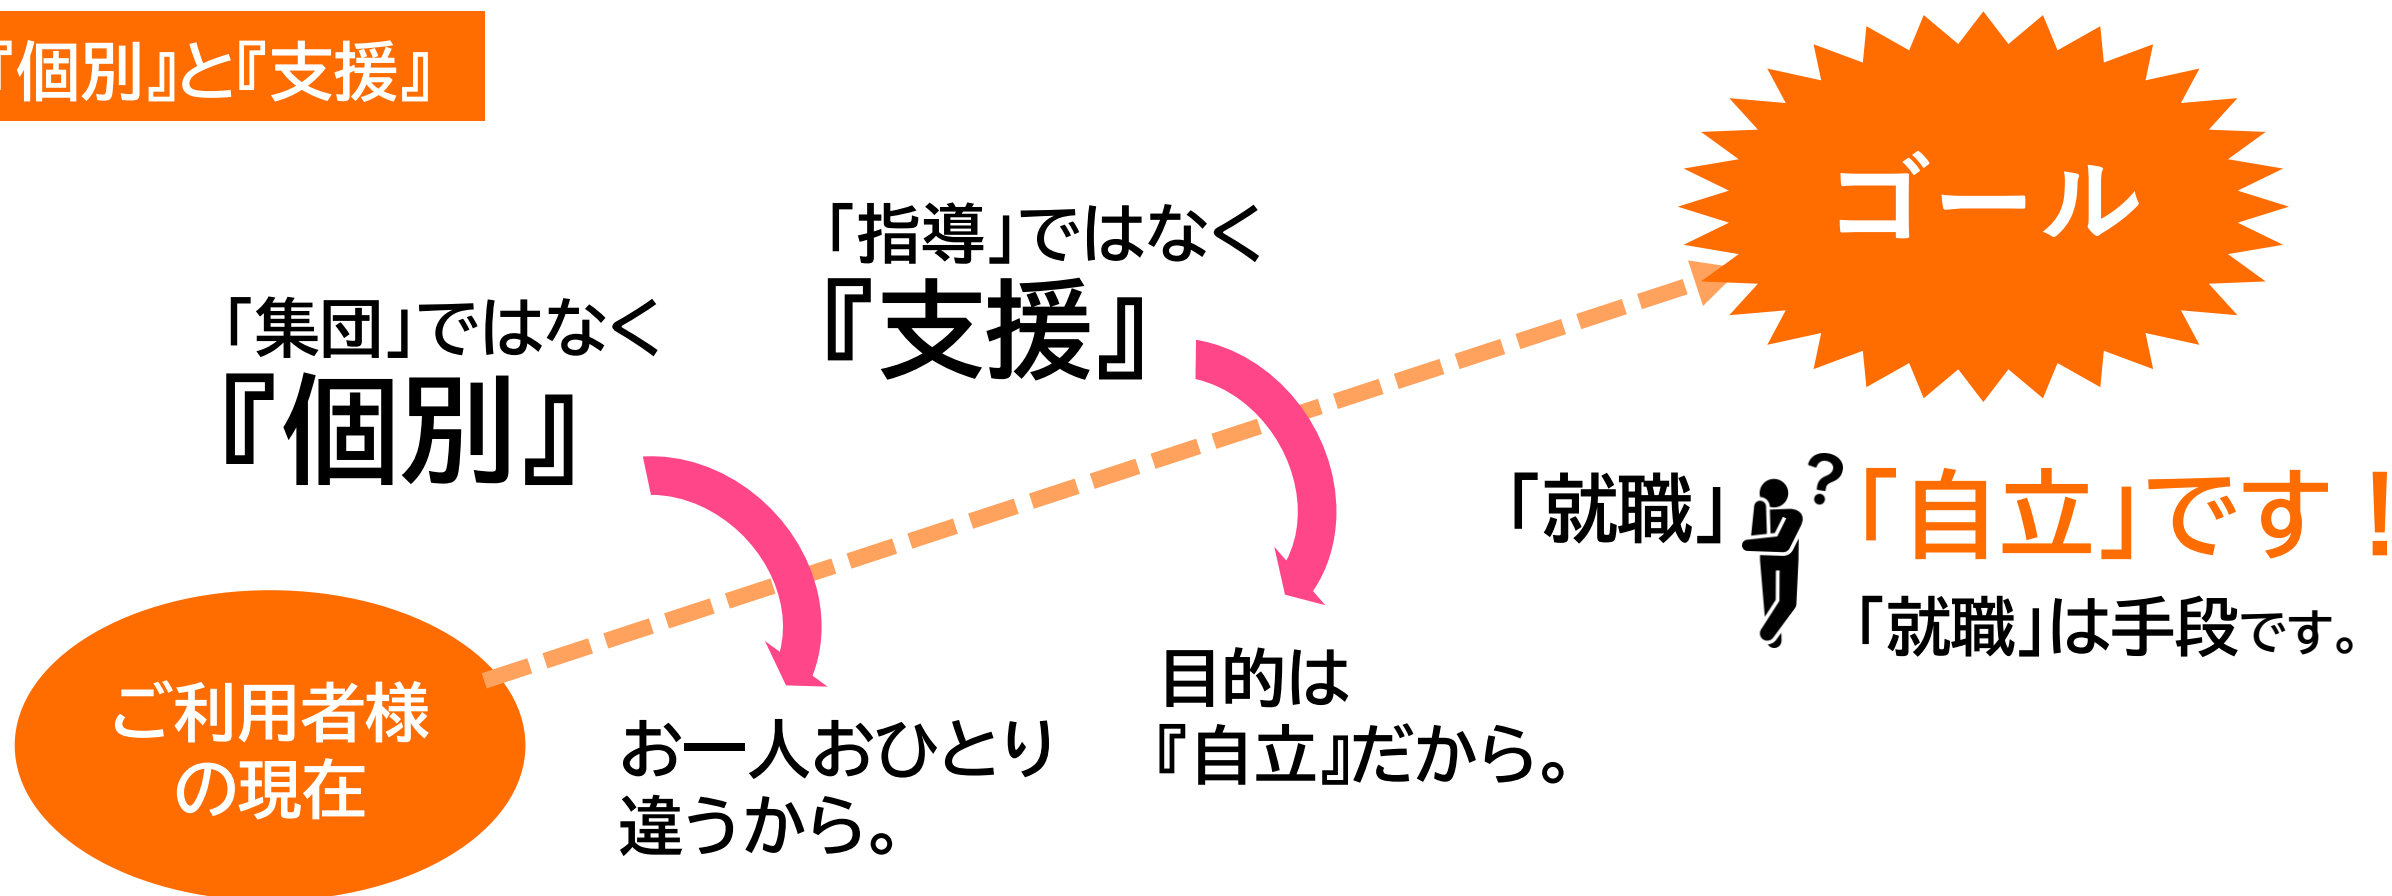 『個別』と『支援』
ゴール
「指導」ではなく
『支援』
「集団」ではなく
『個別』
「就職」
?
「自立」です！
「就職」は手段です。
ご利用者様
の現在
お一人おひとり
違うから。
目的は
『自立』だから。